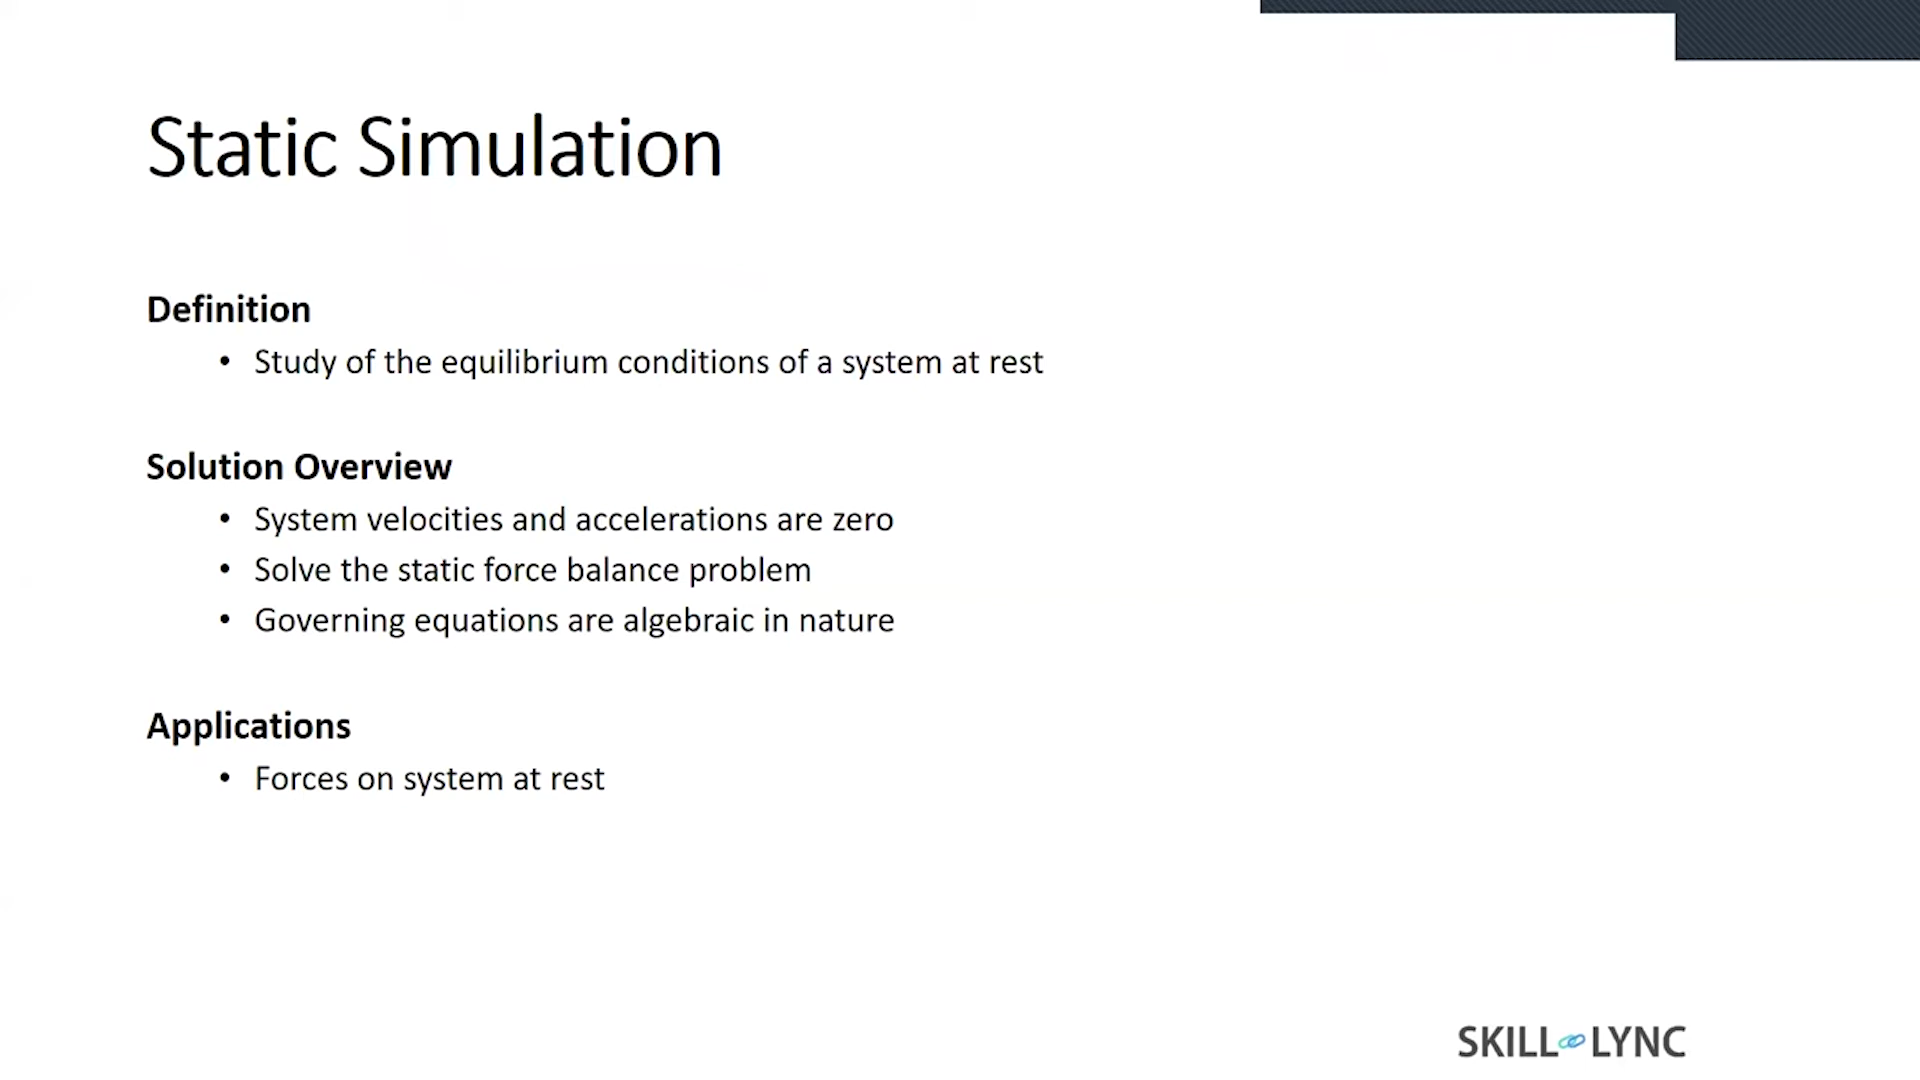 Static Simulation
Definition
• Study of the equilibrium conditions of a system at rest
Solution Overview
• System velocities and accelerations are zero
• Solve the static force balance problem
• Governing equations are algebraic in nature
Applications
• Forces on system at rest
SKILL LYNC